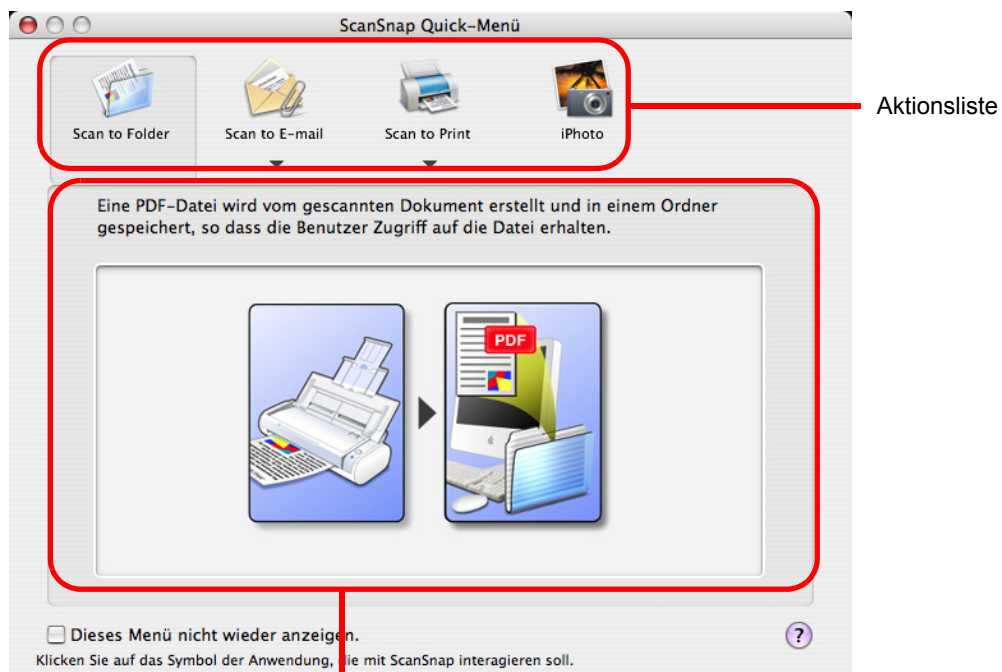 ScanSnap Quick-Menü
Scan to Folder
Scan to E-mail
Scan to Print
iPhoto
Aktionsliste
Eine PDF-Datei wird vom gescannten Dokument erstellt und in einem Ordner
gespeichert, so dass die Benutzer Zugriff auf die Datei erhalten.
PDF
Dieses Menü nicht wieder anzeigen.
?
Klicken Sie auf das Symbol der Anwendung, die mit ScanSnap interagieren soll.